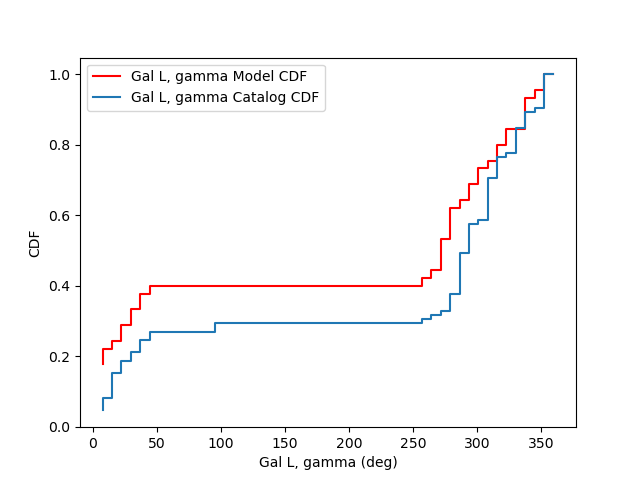 Gal L, gamma Model CDF
Gal L, gamma Catalog CDF
1.0
0.8
0.6
0.4
0.2
0.0
CDF
0 50 100 150 200 250 300 350
Gal L, gamma (deg)